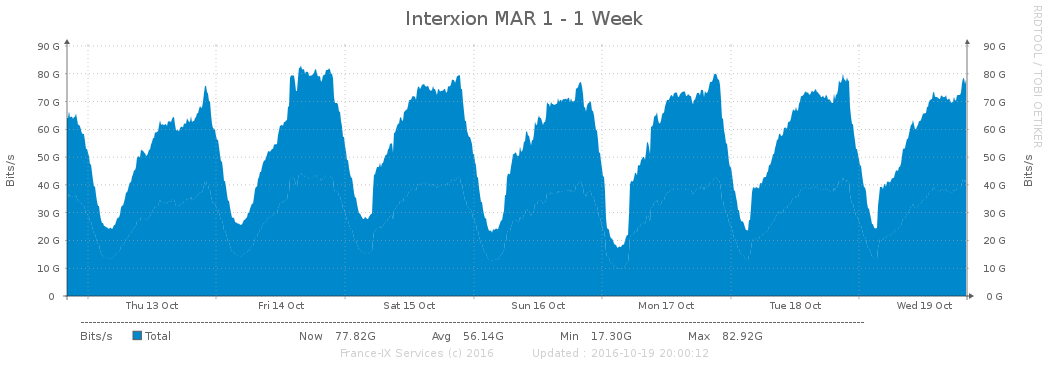 Interxion MAR 1 - 1 Week
RRDTOOL / TOBI OETIKER
Bits/s
90 G
80 G
70 G
60 G
50 G
40 G
30 G
20 G
10 G
0
90 G
80 G
70 G
60 G
50 G
40 G
30 G
20 G
10 G
0 G
Bits/s
Thu 13 Oct Fri 14 Oct Sat 15 Oct Sun 16 Oct Mon 17 Oct Tue 18 Oct Wed 19 Oct
Bits/s Total Now 77.82G Avg 56.14G Min 17.30G Max 82.92G
France-IX Services (c) 2016 Updated : 2016-10-19 20:00:12